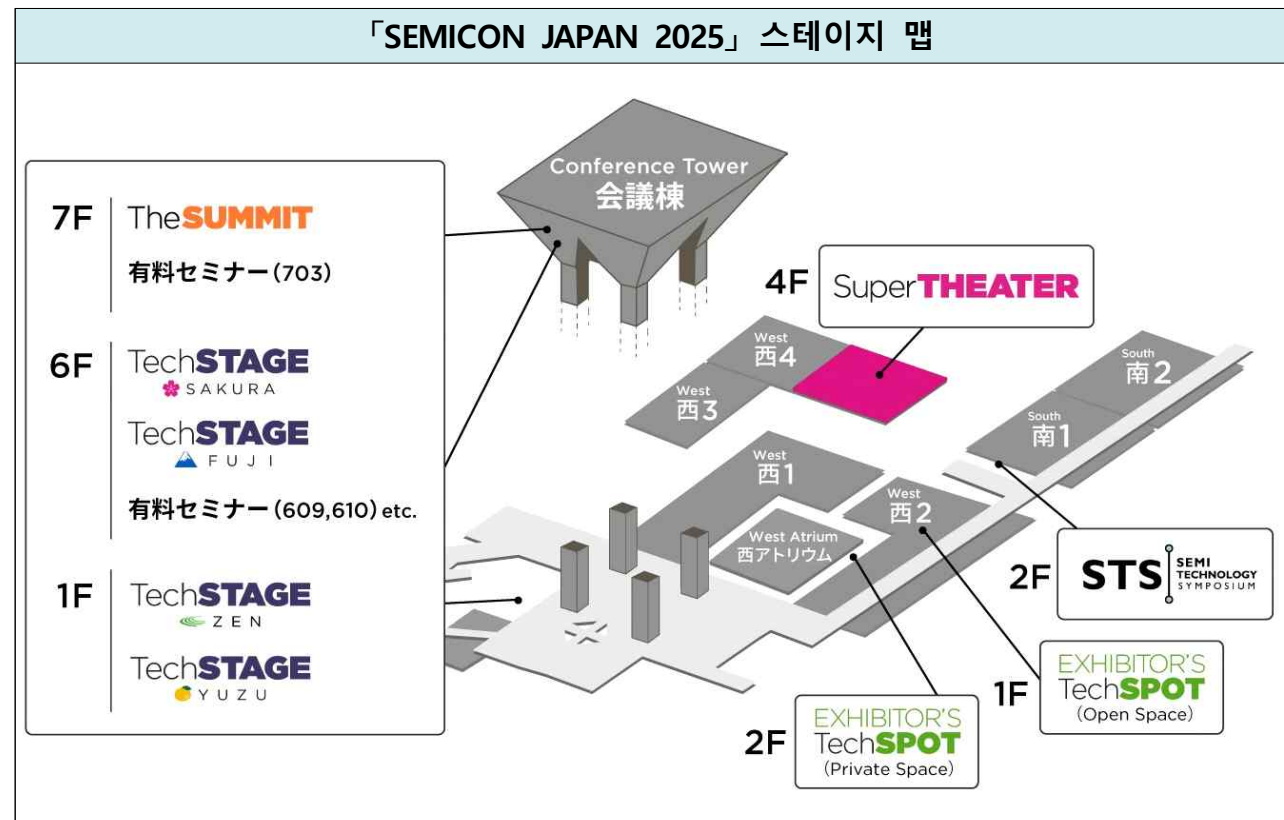 「SEMICON JAPAN 2025」 스테이지 맵
Conference Tower
会議棟
7F
TheSUMMIT
有料セミナー(703)
6F
TechSTAGE
SAKURA
TechSTAGE
FUJI
有料セミナー(609,610) etc.
1F
TechSTAGE
ZEN
TechSTAGE
YUZU
4F
SuperTHEATER
West
西4
West
西3
South
南2
South
南1
West
西1
West
西2
West Atrium
西アトリウム
2F
STS
SEMI
TECHNOLOGY
SYMPOSIUM
1F
EXHIBITOR'S
TechSPOT
(Open Space)
2F
EXHIBITOR'S
TechSPOT
(Private Space)